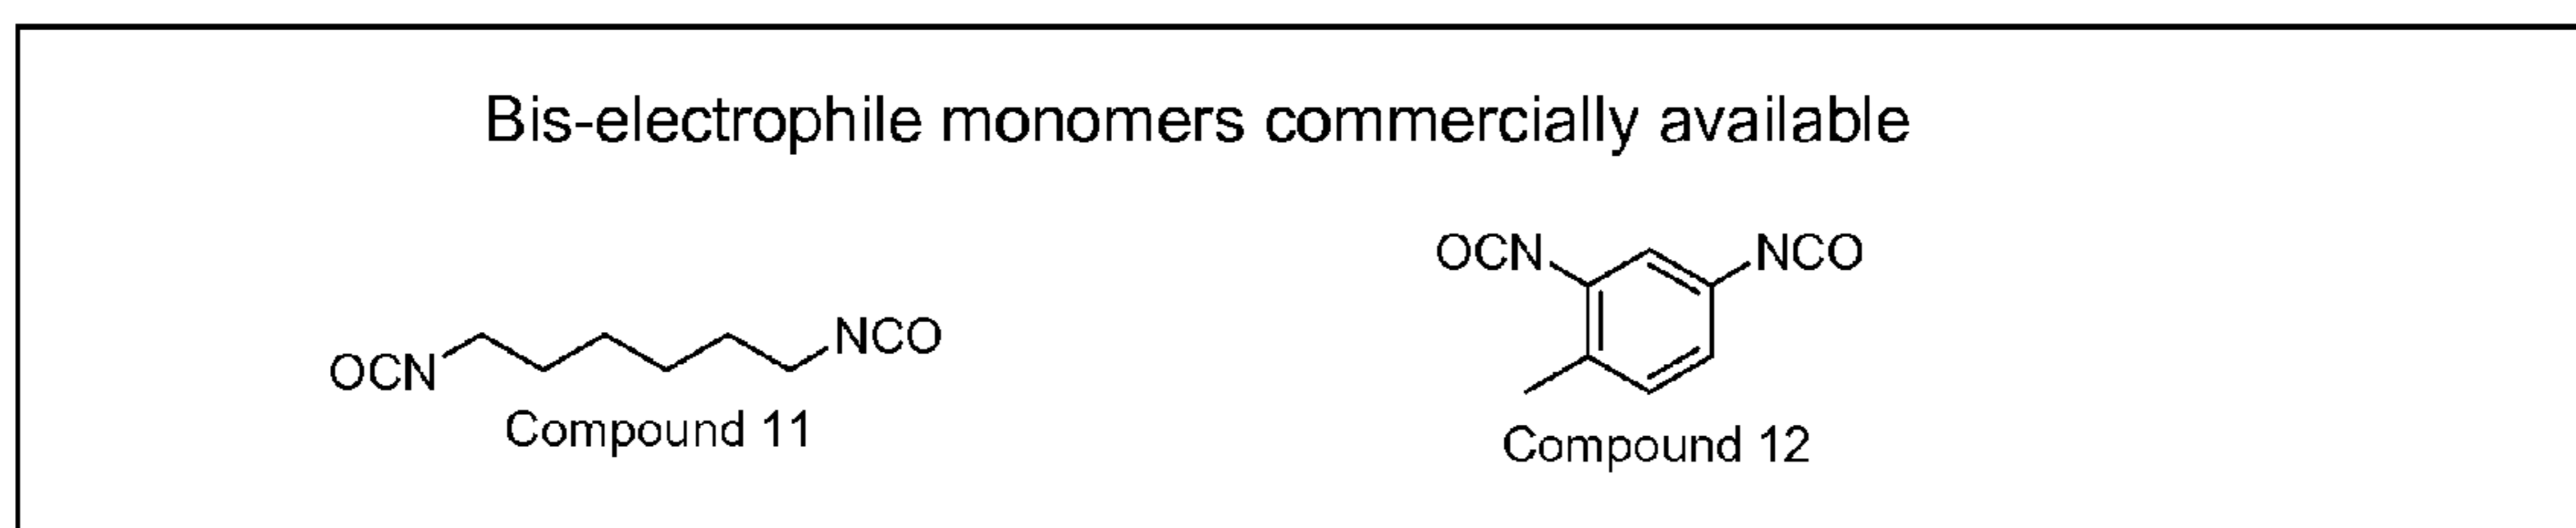 Bis-electrophile monomers commercially available
OCN NCO
OCN NCO
Compound 11
Compound 12